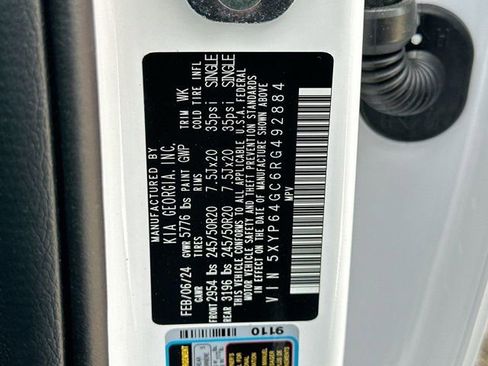 MANUFACTURED BY
KIA GEORGIA, INC.
FEB/06/24 GVWR 5776 lbs PAINT GWP TRIM WK
GAWR TIRES RIMS COLD TIRE INFL
FRONT 2954 lbs 245/50R20 7.5Jx20 35psi SINGLE
REAR 3196 lbs 245/50R20 7.5Jx20 35psi SINGLE
THIS VEHICLE CONFORMS TO ALL APPLICABLE U.S.A. FEDERAL
MOTOR VEHICLE SAFETY AND THEFT PREVENTION STANDARDS
IN EFFECT ON THE DATE OF MANUFACTURE SHOWN ABOVE.
VIN 5XYP64GC6RG492884
MPV
9110